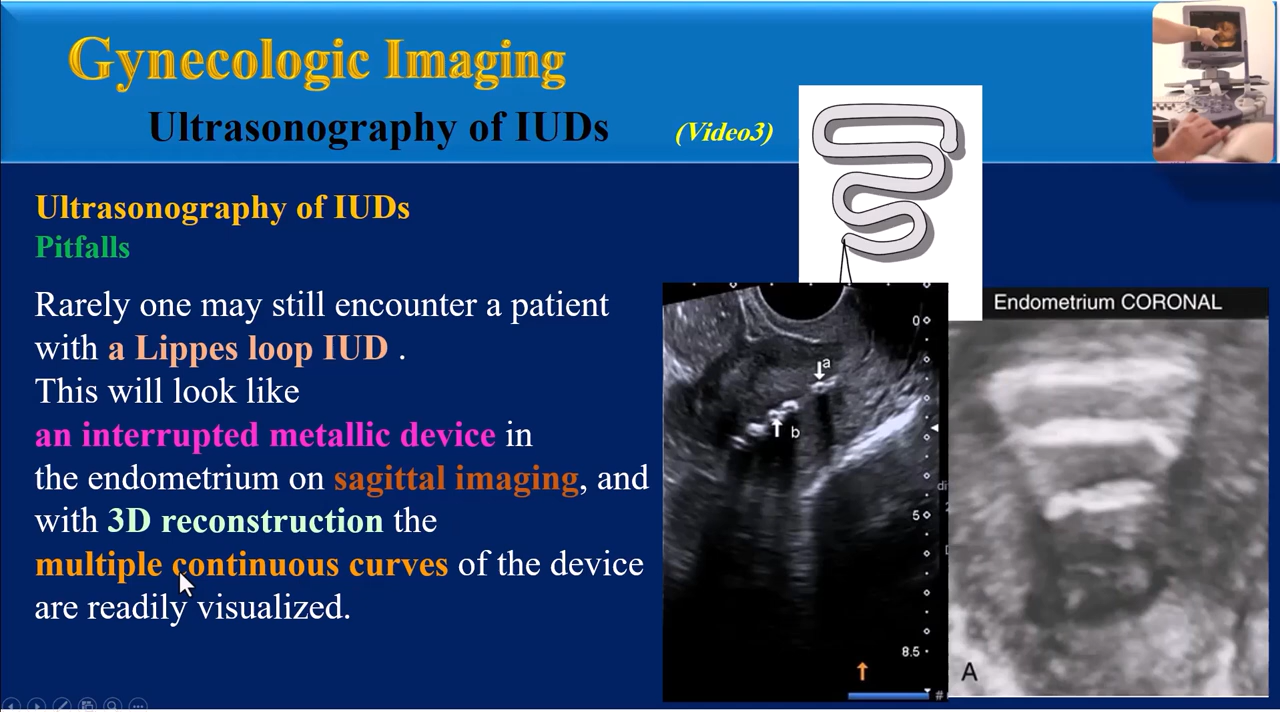 Gynecologic Imaging
Ultrasonography of IUDs (Video3)
Ultrasonography of IUDs
Pitfalls
Rarely one may still encounter a patient
with a Lippes loop IUD .
This will look like
an interrupted metallic device in
the endometrium on sagittal imaging, and
with 3D reconstruction the
multiple continuous curves of the device
are readily visualized.
0
a
b
5
8.5
#
Endometrium CORONAL
A